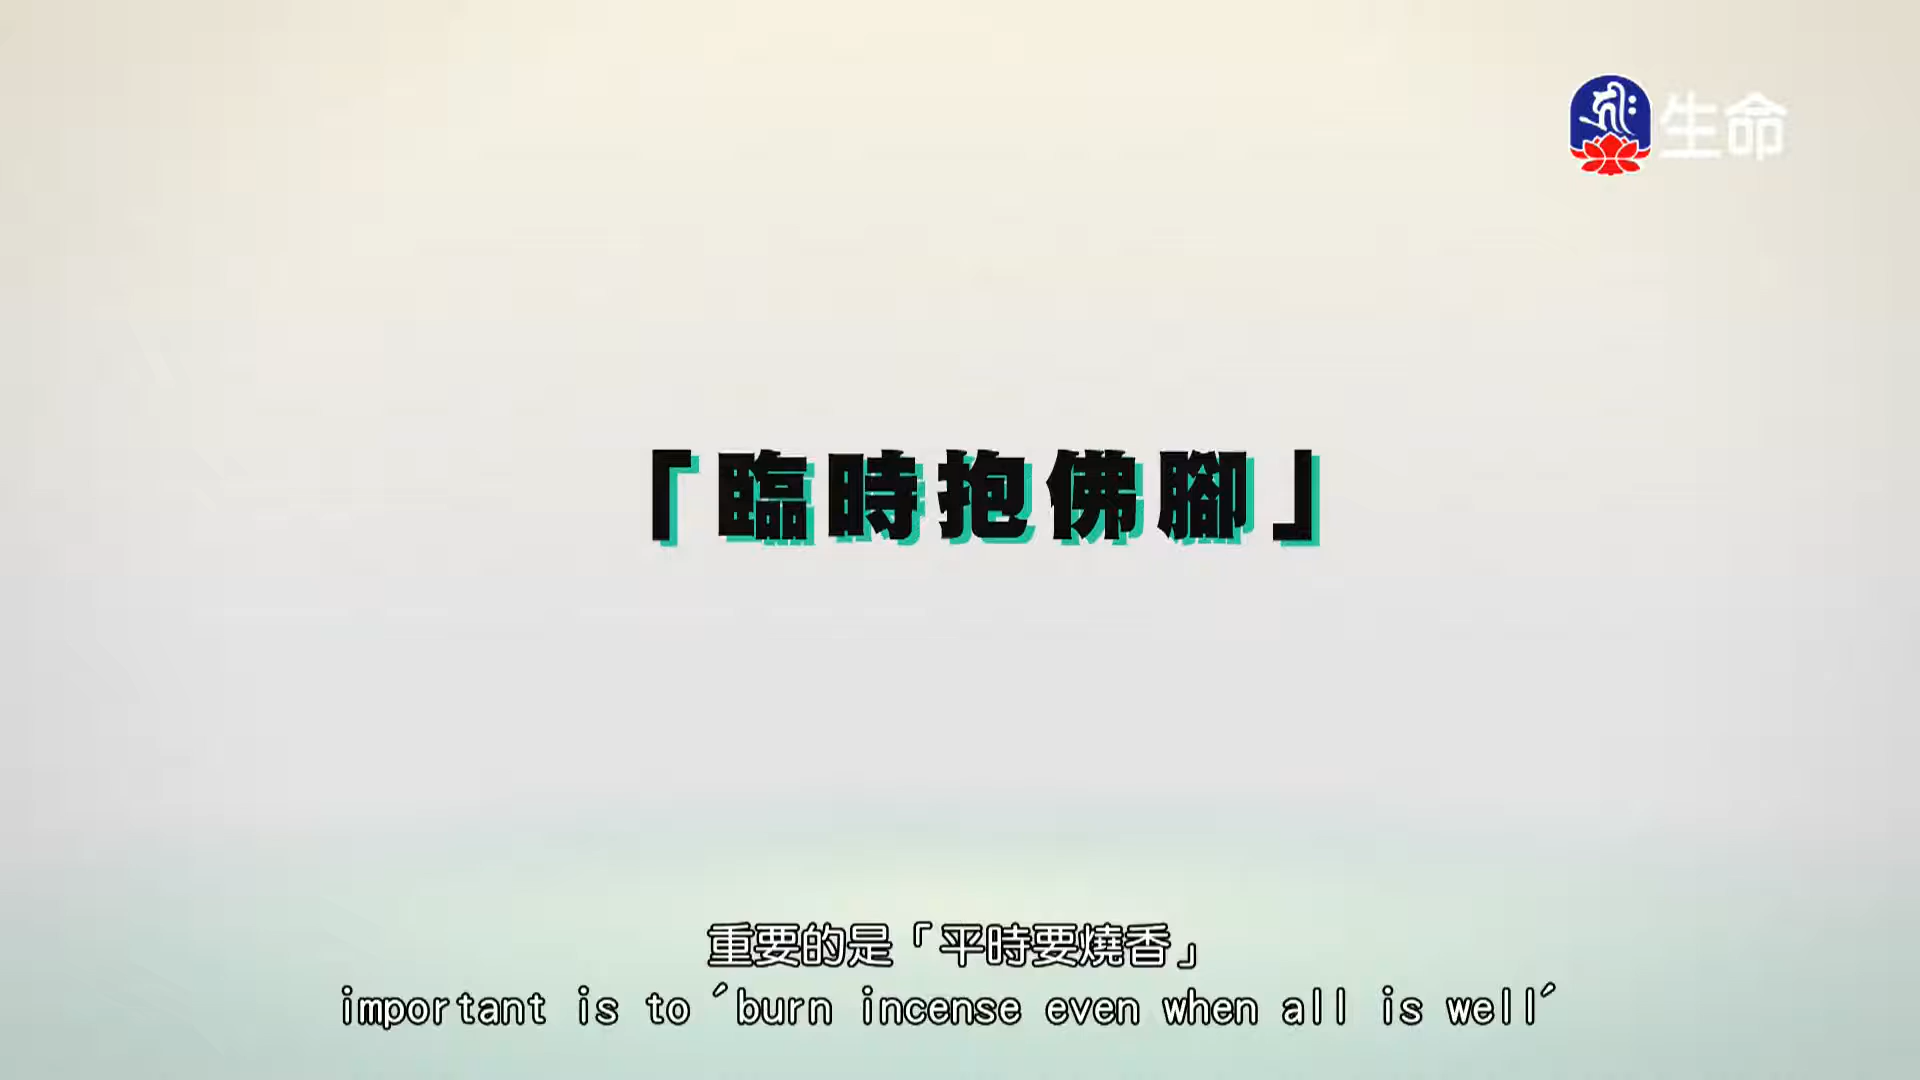 生命
「臨時抱佛腳」
重要的是「平時要燒香」
important is to ´burn incense even when all is well´